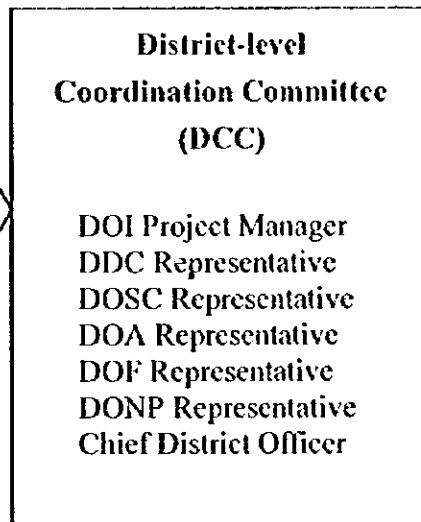 District-level
Coordination Committee
(DCC)
DOI Project Manager
DDC Representative
DOSC Representative
DOA Representative
DOF Representative
DONP Representative
Chief District Officer